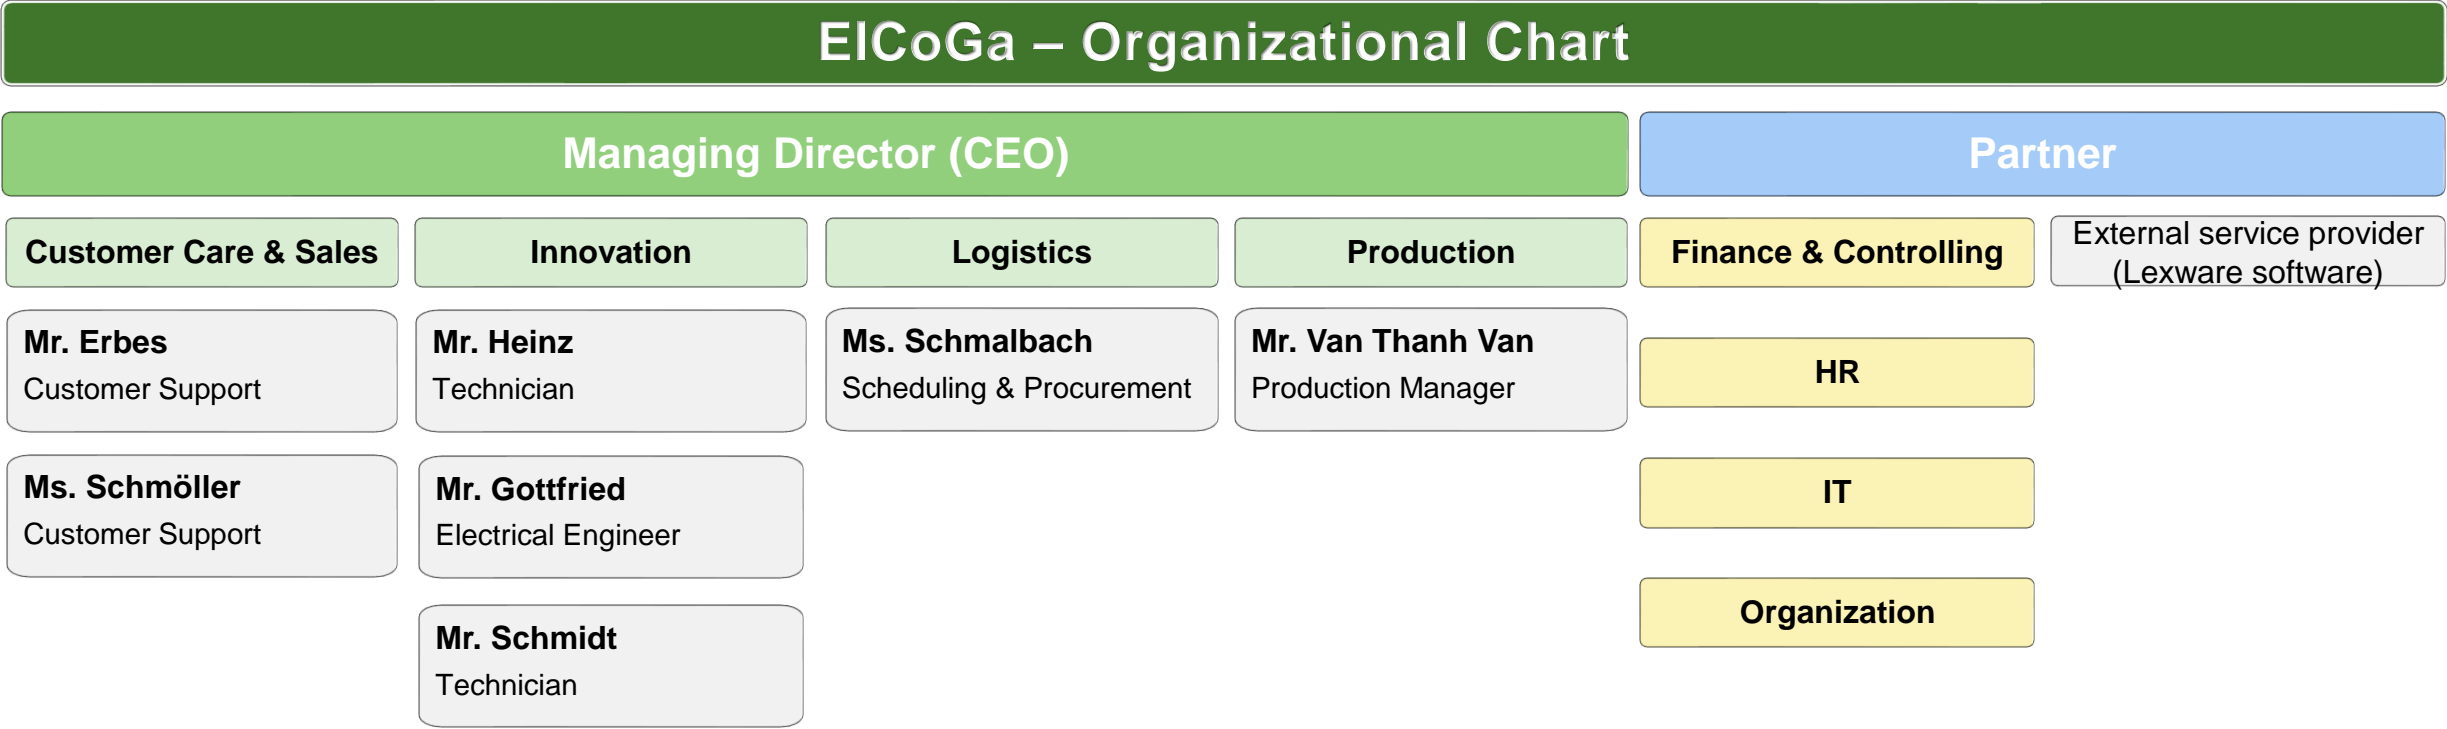 ElCoGa – Organizational Chart
Managing Director (CEO)
Partner
Customer Care & Sales
Innovation
Logistics
Production
Finance & Controlling
External service provider
(Lexware software)
Mr. Erbes
Customer Support
Mr. Heinz
Technician
Ms. Schmalbach
Scheduling & Procurement
Mr. Van Thanh Van
Production Manager
HR
Ms. Schmöller
Customer Support
Mr. Gottfried
Electrical Engineer
IT
Mr. Schmidt
Technician
Organization